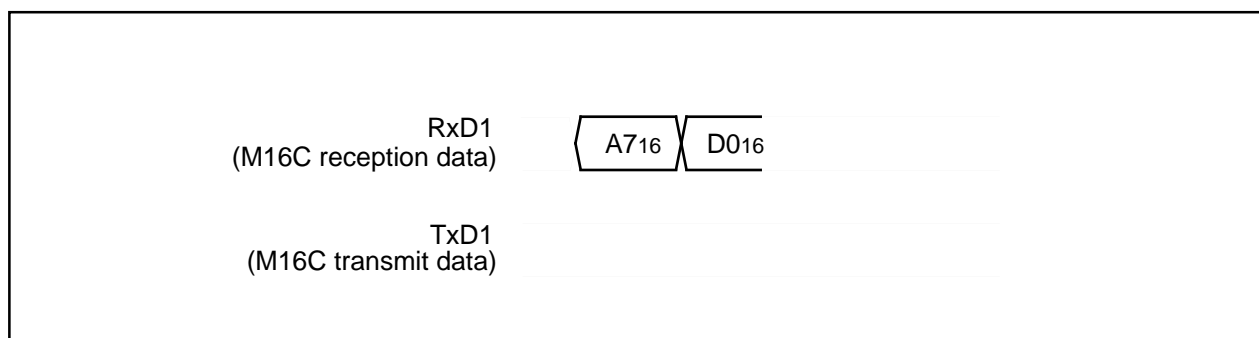 RxD1
(M16C reception data)
A716
D016
TxD1
(M16C transmit data)